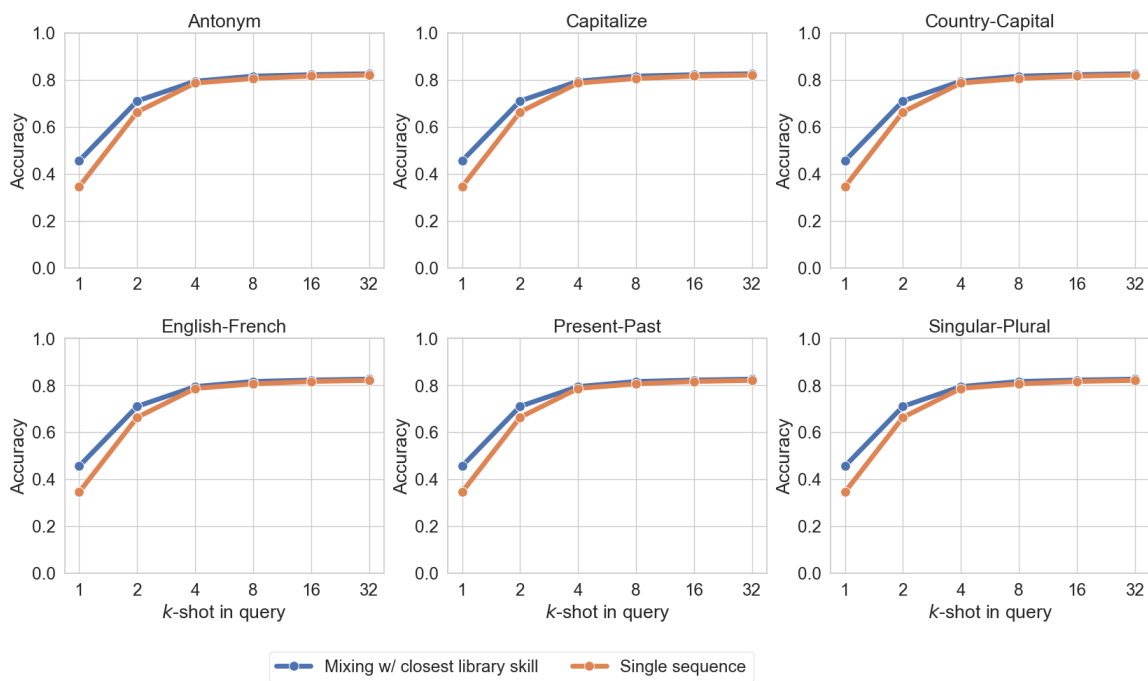 Antonym
Capitalize
Country-Capital
1.0
0.8
0.6
0.4
0.2
0.0
Accuracy
1 2 4 8 16 32
1.0
0.8
0.6
0.4
0.2
0.0
Accuracy
1 2 4 8 16 32
1.0
0.8
0.6
0.4
0.2
0.0
Accuracy
1 2 4 8 16 32
English-French
Present-Past
Singular-Plural
1.0
0.8
0.6
0.4
0.2
0.0
Accuracy
1 2 4 8 16 32
k-shot in query
1.0
0.8
0.6
0.4
0.2
0.0
Accuracy
1 2 4 8 16 32
k-shot in query
1.0
0.8
0.6
0.4
0.2
0.0
Accuracy
1 2 4 8 16 32
k-shot in query
Mixing w/ closest library skill
Single sequence